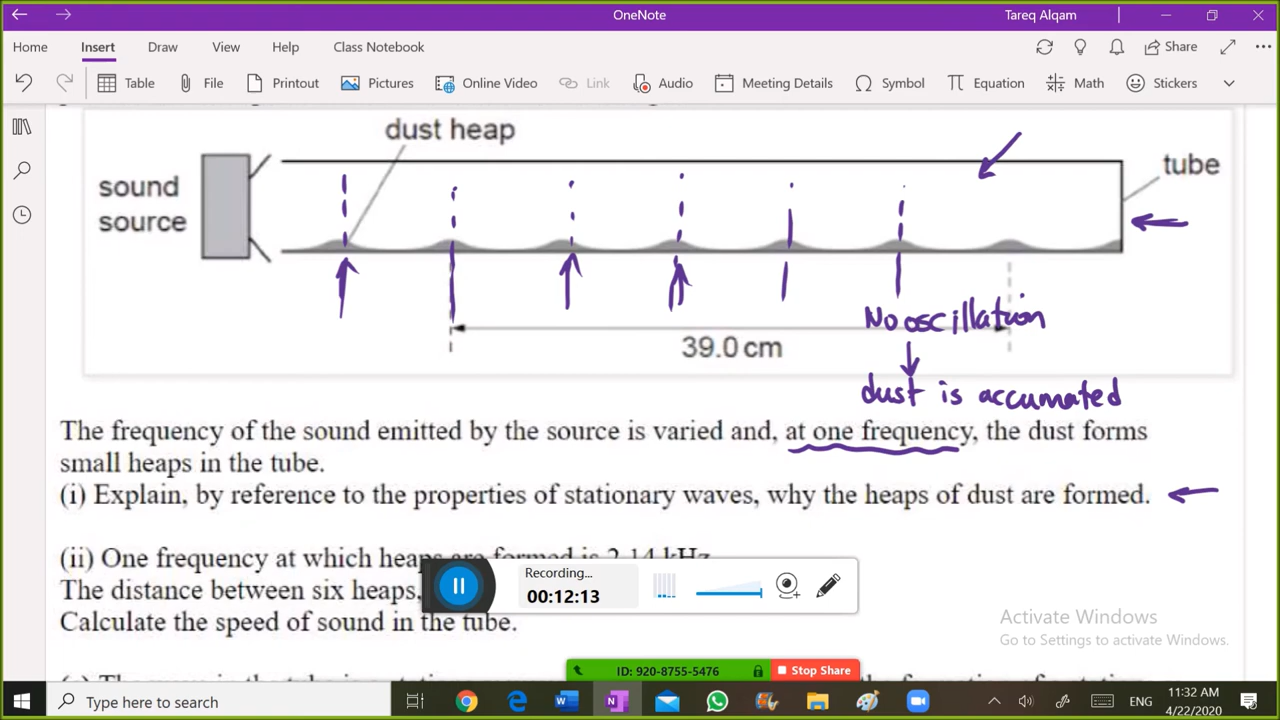 OneNote
Tareq Alqam
Home Insert Draw View Help Class Notebook Share
Table File Printout Pictures Online Video Link Audio Meeting Details Symbol Equation Math Stickers
dust heap
sound
source
tube
39.0 cm
No oscillation
dust is accumated
The frequency of the sound emitted by the source is varied and, at one frequency, the dust forms
small heaps in the tube.
(i) Explain, by reference to the properties of stationary waves, why the heaps of dust are formed.
(ii) One frequency at which heaps are formed is 2.14 kHz
The distance between six heaps,
Calculate the speed of sound in the tube.
Recording...
00:12:13
Activate Windows
Go to Settings to activate Windows.
ID: 920-8755-5476 Stop Share
Type here to search
ENG
11:32 AM
4/22/2020